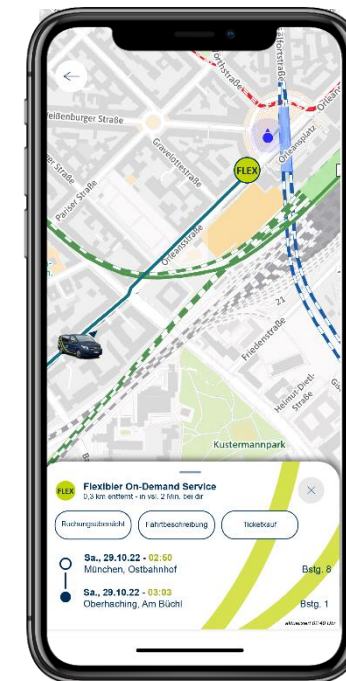 Orleansplatz
Weißenburger Straße
Gravelottestraße
Pariser Straße
FLEX
Orleansstraße
21
Friedenstraße
Helmut-Dietl-
Straße
Kustermannpark
FLEX
Flexibler On-Demand Service
0,3 km entfernt - in vsl. 2 Min. bei dir
Buchungsübersicht
Fahrtbeschreibung
Ticketkauf
Sa., 29.10.22 - 02:50
München, Ostbahnhof
Bstg. 8
Sa., 29.10.22 - 03:03
Oberhaching, Am Büchl
Bstg. 1